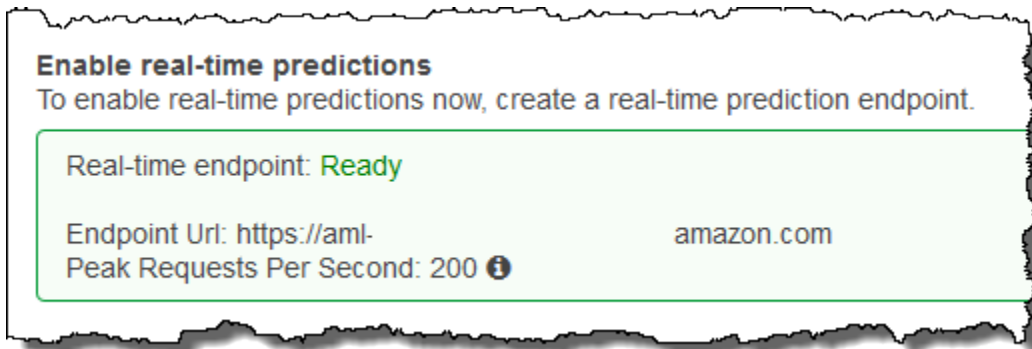 Enable real-time predictions
To enable real-time predictions now, create a real-time prediction endpoint.
Real-time endpoint: Ready
Endpoint Url: https://aml- amazon.com
Peak Requests Per Second: 200